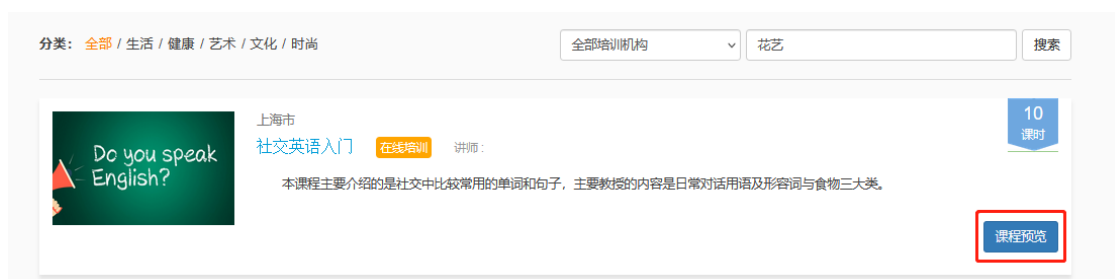 分类： 全部 / 生活 / 健康 / 艺术 / 文化 / 时尚
全部培训机构
花艺
搜索
上海市
10
课时
社交英语入门
在线培训
讲师：
Do you speak
English?
本课程主要介绍的是社交中比较常用的单词和句子，主要教授的内容是日常对话用语及形容词与食物三大类。
课程预览